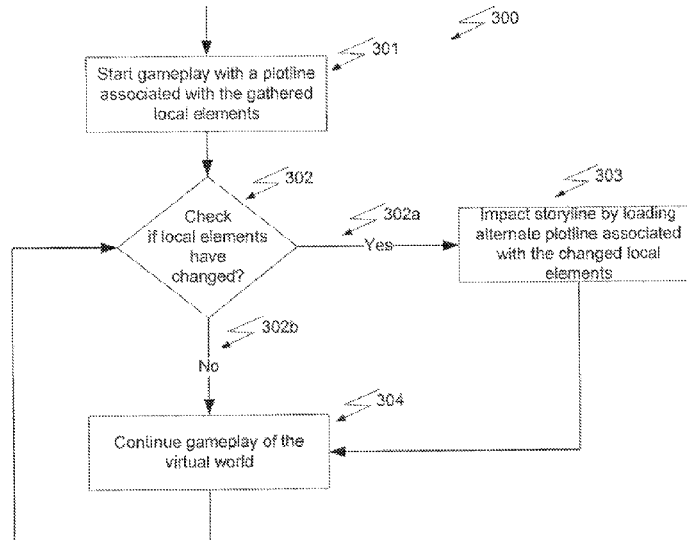 300
301
Start gameplay with a plotline
associated with the gathered
local elements
302
Check
if local elements
have
changed?
302a
Yes
303
Impact storyline by loading
alternate plotline associated
with the changed local
elements
302b
No
304
Continue gameplay of the
virtual world